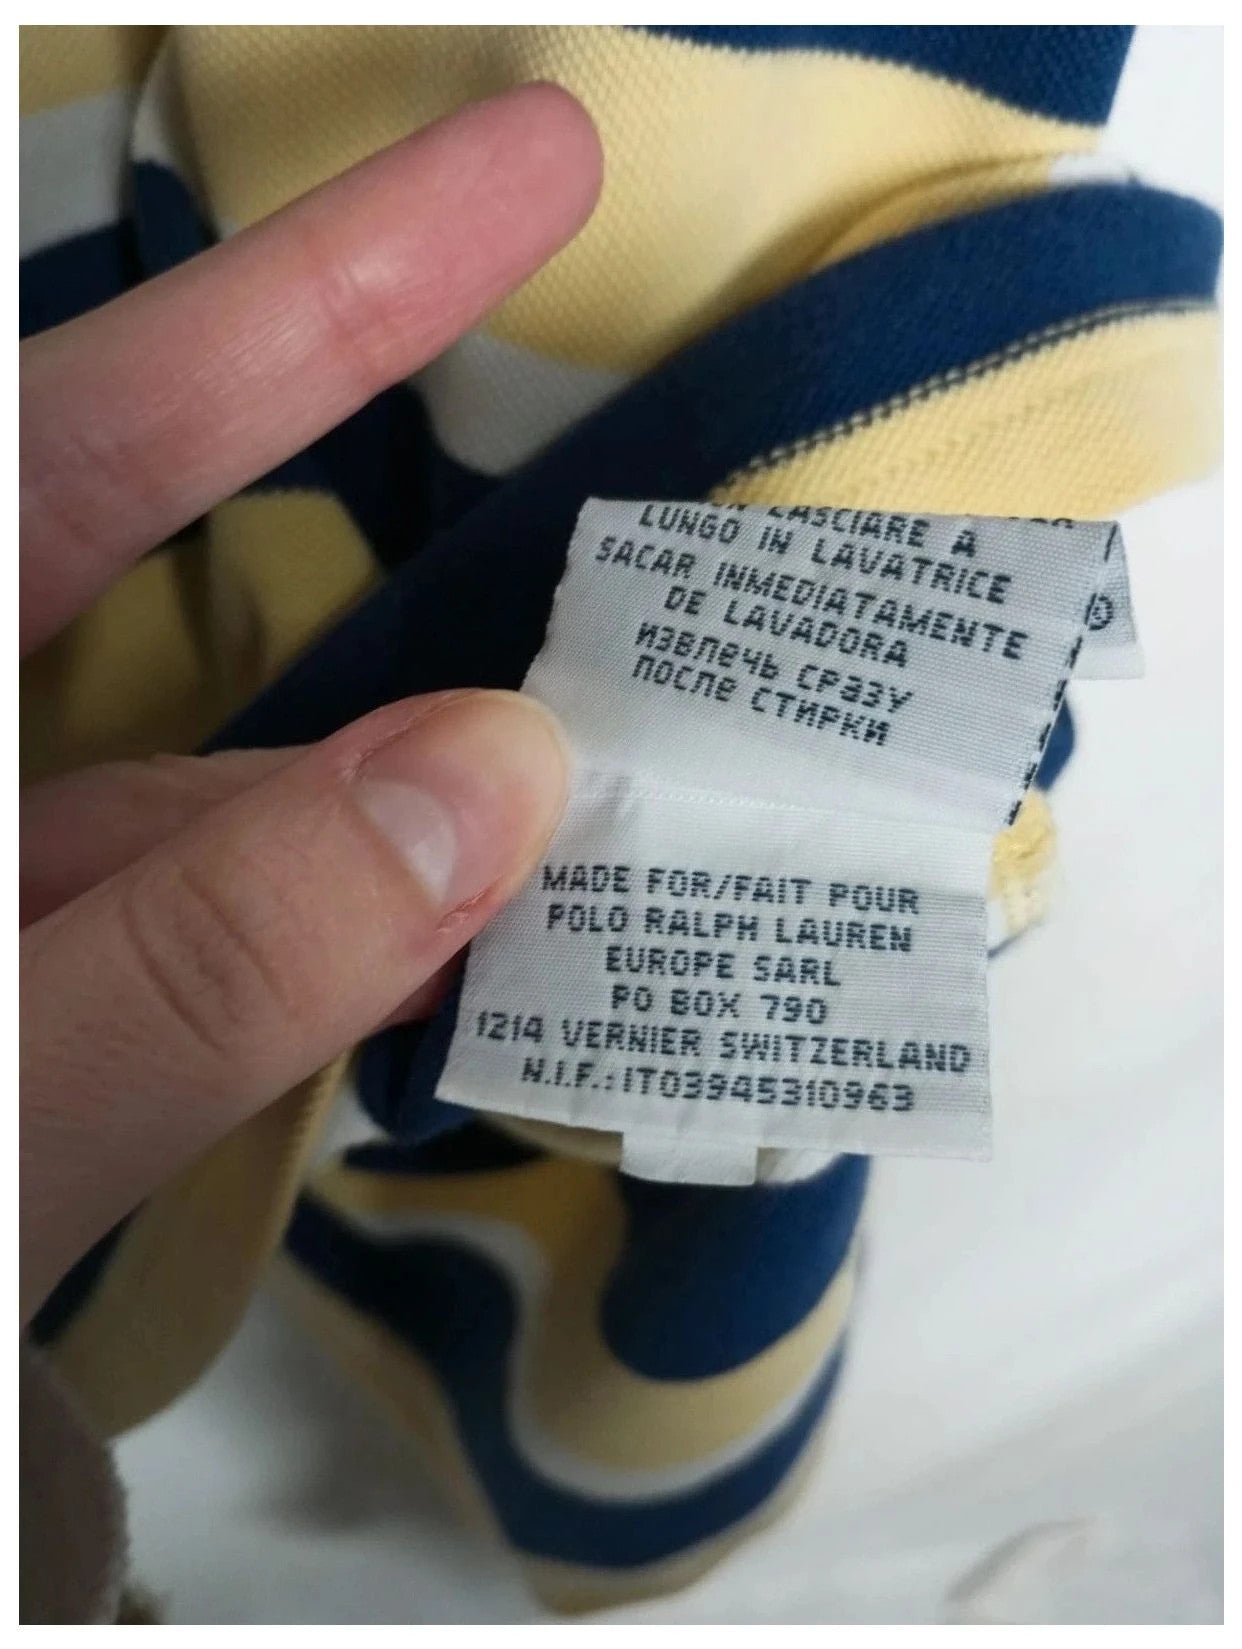 LASCIARE A
LUNGO IN LAVATRICE
SACAR INMEDIATAMENTE
DE LAVADORA
ИЗВЛЕЧЬ СРАЗУ
ПОСЛЕ СТИРКИ
MADE FOR/FAIT POUR
POLO RALPH LAUREN
EUROPE SARL
PO BOX 790
1214 VERNIER SWITZERLAND
N.I.F.:IT03945310963